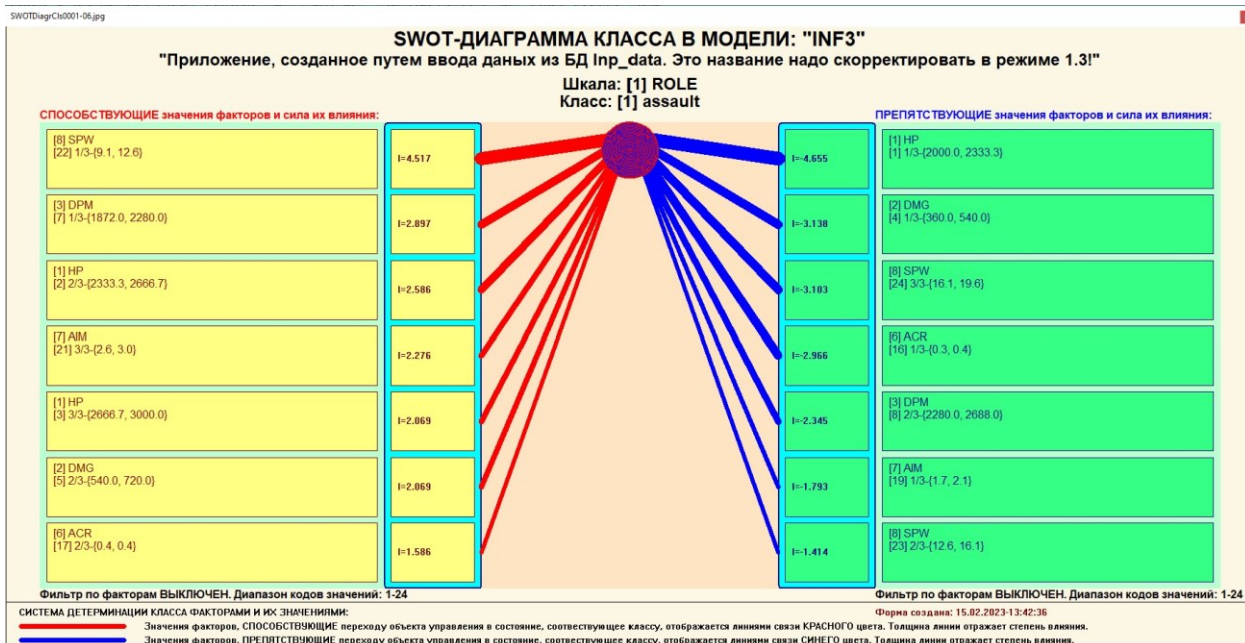 SWOTDiagrCls0001-06.jpg
SWOT-ДИАГРАММА КЛАССА В МОДЕЛИ: "INF3"
"Приложение, созданное путем ввода даных из БД Inp_data. Это название надо скорректировать в режиме 1.3!"
Шкала: [1] ROLE
Класс: [1] assault
СПОСОБСТВУЮЩИЕ значения факторов и сила их влияния:
[8] SPW
[22] 1/3-{9.1, 12.6}
I=4.517
[3] DPM
[7] 1/3-{1872.0, 2280.0}
I=2.897
[1] HP
[2] 2/3-{2333.3, 2666.7}
I=2.586
[7] AIM
[21] 3/3-{2.6, 3.0}
I=2.276
[1] HP
[3] 3/3-{2666.7, 3000.0}
I=2.069
[2] DMG
[5] 2/3-{540.0, 720.0}
I=2.069
[6] ACR
[17] 2/3-{0.4, 0.4}
I=1.586
Фильтр по факторам ВЫКЛЮЧЕН. Диапазон кодов значений: 1-24
ПРЕПЯТСТВУЮЩИЕ значения факторов и сила их влияния:
I=-4.655
[1] HP
[1] 1/3-{2000.0, 2333.3}
I=-3.138
[2] DMG
[4] 1/3-{360.0, 540.0}
I=-3.103
[8] SPW
[24] 3/3-{16.1, 19.6}
I=-2.966
[6] ACR
[16] 1/3-{0.3, 0.4}
I=-2.345
[3] DPM
[8] 2/3-{2280.0, 2688.0}
I=-1.793
[7] AIM
[19] 1/3-{1.7, 2.1}
I=-1.414
[8] SPW
[23] 2/3-{12.6, 16.1}
Фильтр по факторам ВЫКЛЮЧЕН. Диапазон кодов значений: 1-24
СИСТЕМА ДЕТЕРМИНАЦИИ КЛАССА ФАКТОРАМИ И ИХ ЗНАЧЕНИЯМИ:
Форма создана: 15.02.2023-13:42:36
Значения факторов, СПОСОБСТВУЮЩИЕ переходу объекта управления в состояние, соотвествующее классу, отображается линиями связи КРАСНОГО цвета. Толщина линии отражает степень влияния.
Значения факторов, ПРЕПЯТСТВУЮЩИЕ переходу объекта управления в состояние, соотвествующее классу, отображается линиями связи СИНЕГО цвета. Толщина линии отражает степень влияния.